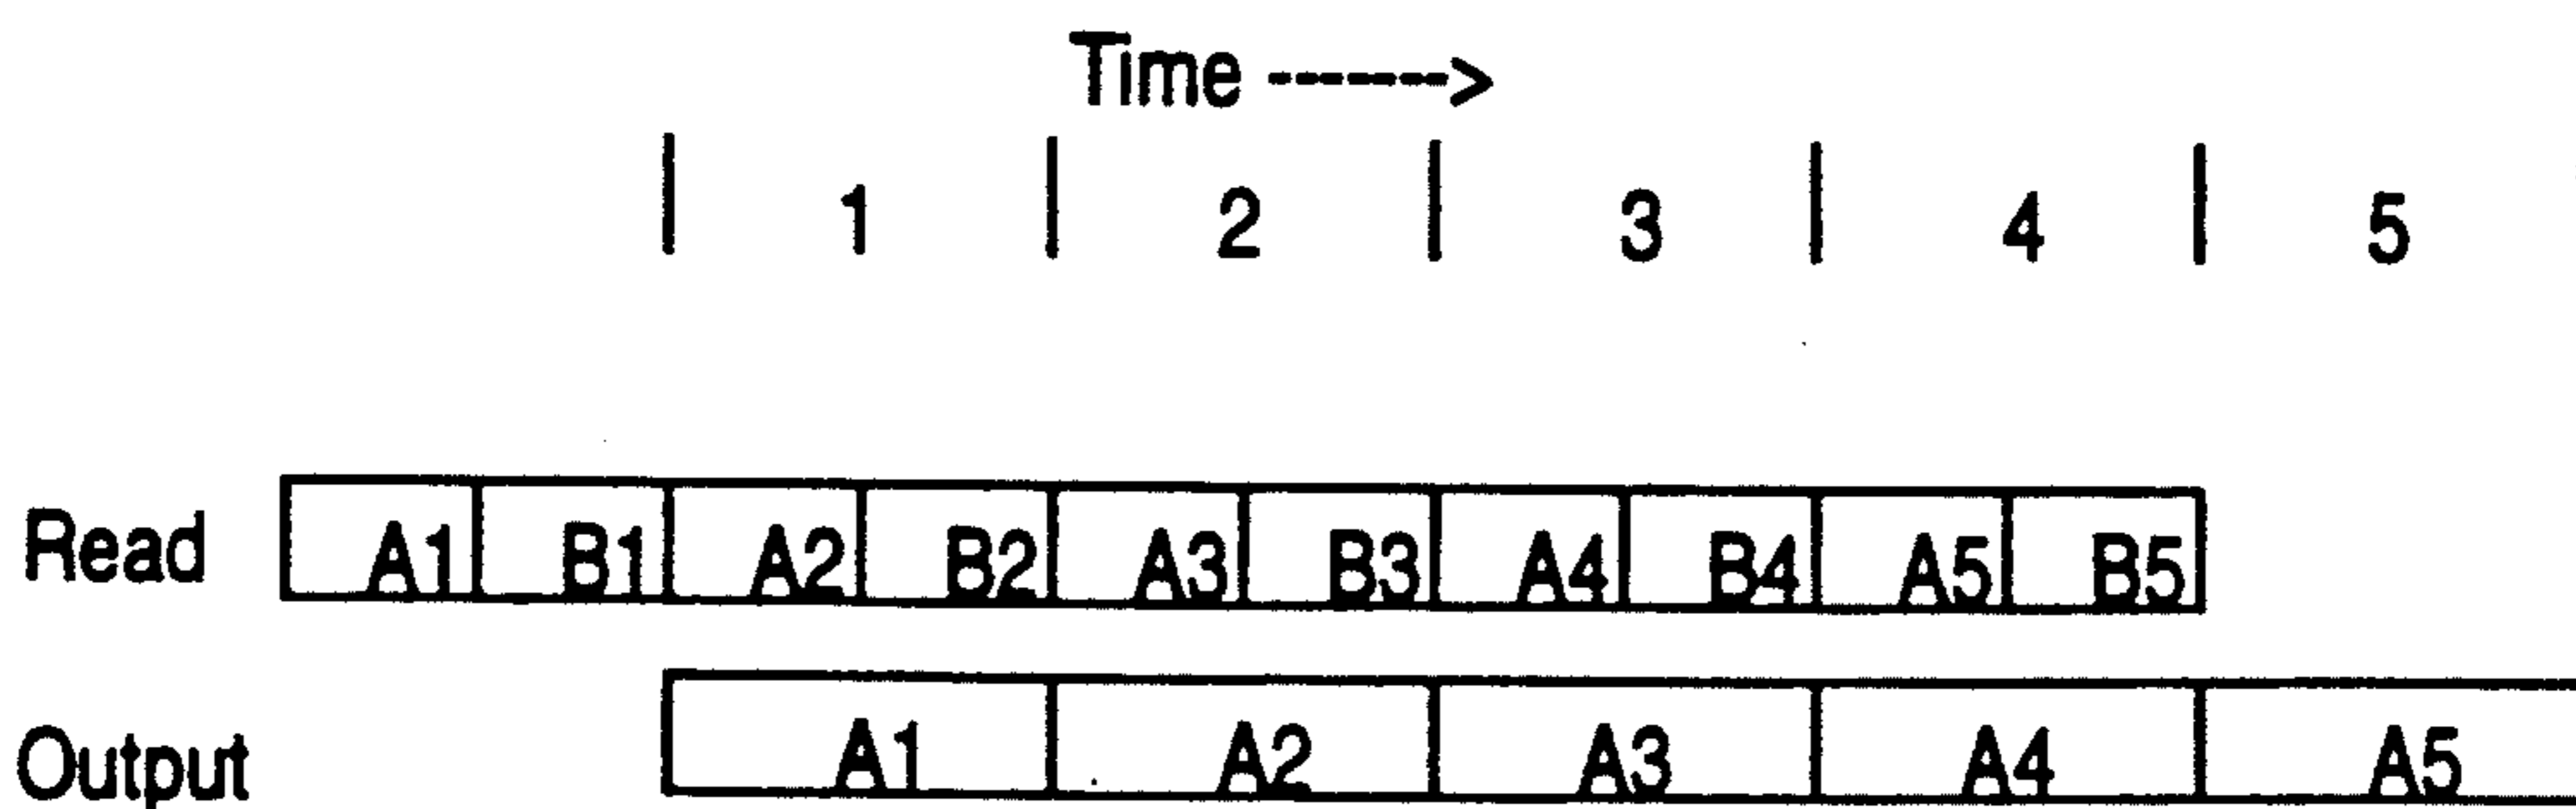 Time ------->
| 1 | 2 | 3 | 4 | 5
Read A1 B1 A2 B2 A3 B3 A4 B4 A5 B5
Output A1 A2 A3 A4 A5